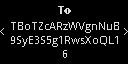 To
TBoTZcARzWVgnNuB
9SyE3S5g1RwsXoQL1
6